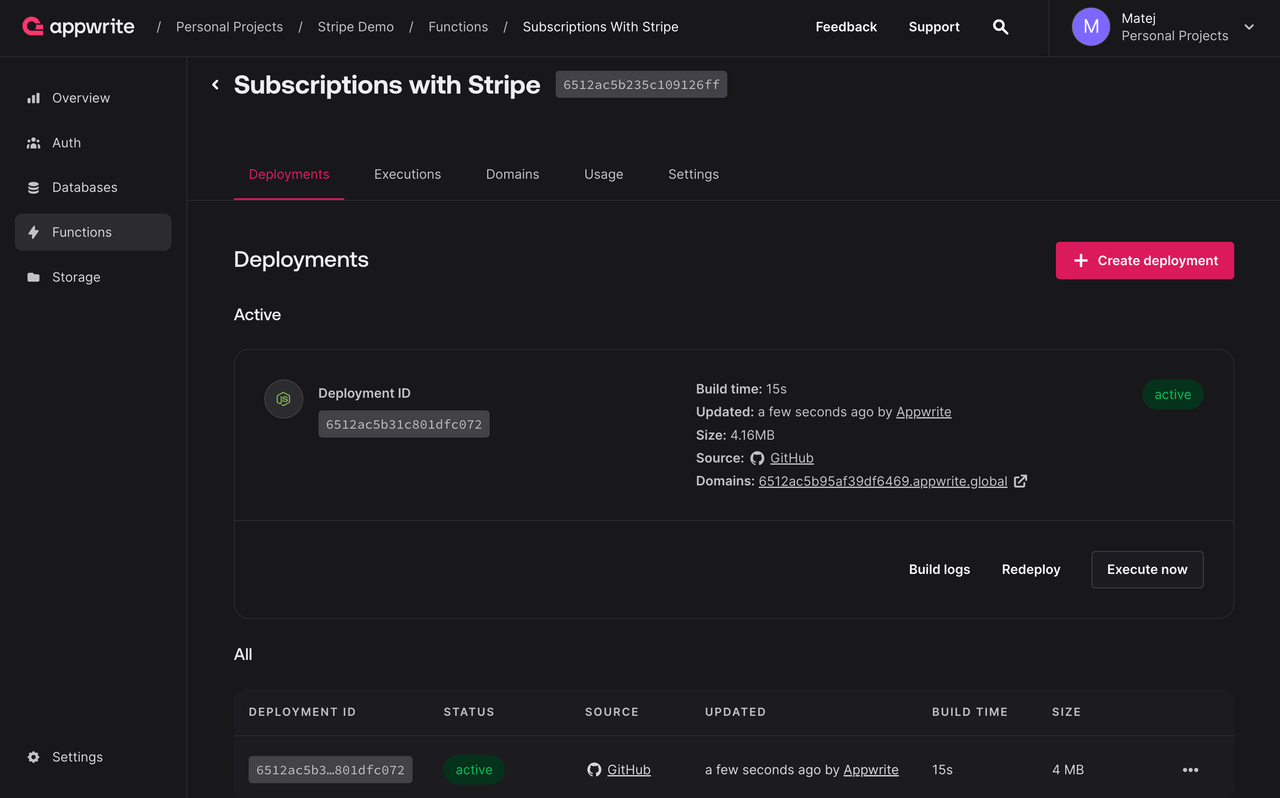 appwrite / Personal Projects / Stripe Demo / Functions / Subscriptions With Stripe Feedback Support M Matej
Personal Projects
Overview
Auth
Databases
Functions
Storage
Settings
Subscriptions with Stripe 6512ac5b235c109126ff
Deployments Executions Domains Usage Settings
Deployments + Create deployment
Active
JS
Deployment ID
6512ac5b31c801dfc072
Build time: 15s
Updated: a few seconds ago by Appwrite
Size: 4.16MB
Source: GitHub
Domains: 6512ac5b95af39df6469.appwrite.global
active
Build logs Redeploy Execute now
All
DEPLOYMENT ID STATUS SOURCE UPDATED BUILD TIME SIZE
6512ac5b3…801dfc072 active GitHub a few seconds ago by Appwrite 15s 4 MB